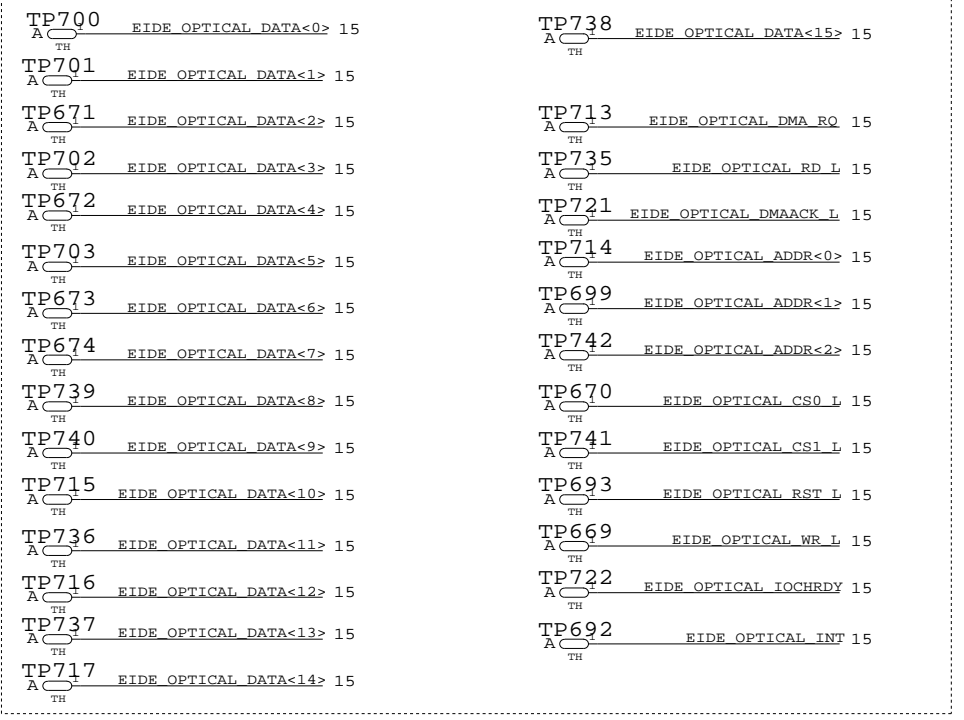 TP700
A 1 EIDE_OPTICAL_DATA<0> 15
TH
TP701
A 1 EIDE_OPTICAL_DATA<1> 15
TH
TP671
A 1 EIDE_OPTICAL_DATA<2> 15
TH
TP702
A 1 EIDE_OPTICAL_DATA<3> 15
TH
TP672
A 1 EIDE_OPTICAL_DATA<4> 15
TH
TP703
A 1 EIDE_OPTICAL_DATA<5> 15
TH
TP673
A 1 EIDE_OPTICAL_DATA<6> 15
TH
TP674
A 1 EIDE_OPTICAL_DATA<7> 15
TH
TP739
A 1 EIDE_OPTICAL_DATA<8> 15
TH
TP740
A 1 EIDE_OPTICAL_DATA<9> 15
TH
TP715
A 1 EIDE_OPTICAL_DATA<10> 15
TH
TP736
A 1 EIDE_OPTICAL_DATA<11> 15
TH
TP716
A 1 EIDE_OPTICAL_DATA<12> 15
TH
TP737
A 1 EIDE_OPTICAL_DATA<13> 15
TH
TP717
A 1 EIDE_OPTICAL_DATA<14> 15
TH
TP738
A 1 EIDE_OPTICAL_DATA<15> 15
TH
TP713
A 1 EIDE_OPTICAL_DMA_RQ 15
TH
TP735
A 1 EIDE_OPTICAL_RD_L 15
TH
TP721
A 1 EIDE_OPTICAL_DMAACK_L 15
TH
TP714
A 1 EIDE_OPTICAL_ADDR<0> 15
TH
TP699
A 1 EIDE_OPTICAL_ADDR<1> 15
TH
TP742
A 1 EIDE_OPTICAL_ADDR<2> 15
TH
TP670
A 1 EIDE_OPTICAL_CS0_L 15
TH
TP741
A 1 EIDE_OPTICAL_CS1_L 15
TH
TP693
A 1 EIDE_OPTICAL_RST_L 15
TH
TP669
A 1 EIDE_OPTICAL_WR_L 15
TH
TP722
A 1 EIDE_OPTICAL_IOCHRDY 15
TH
TP692
A 1 EIDE_OPTICAL_INT 15
TH